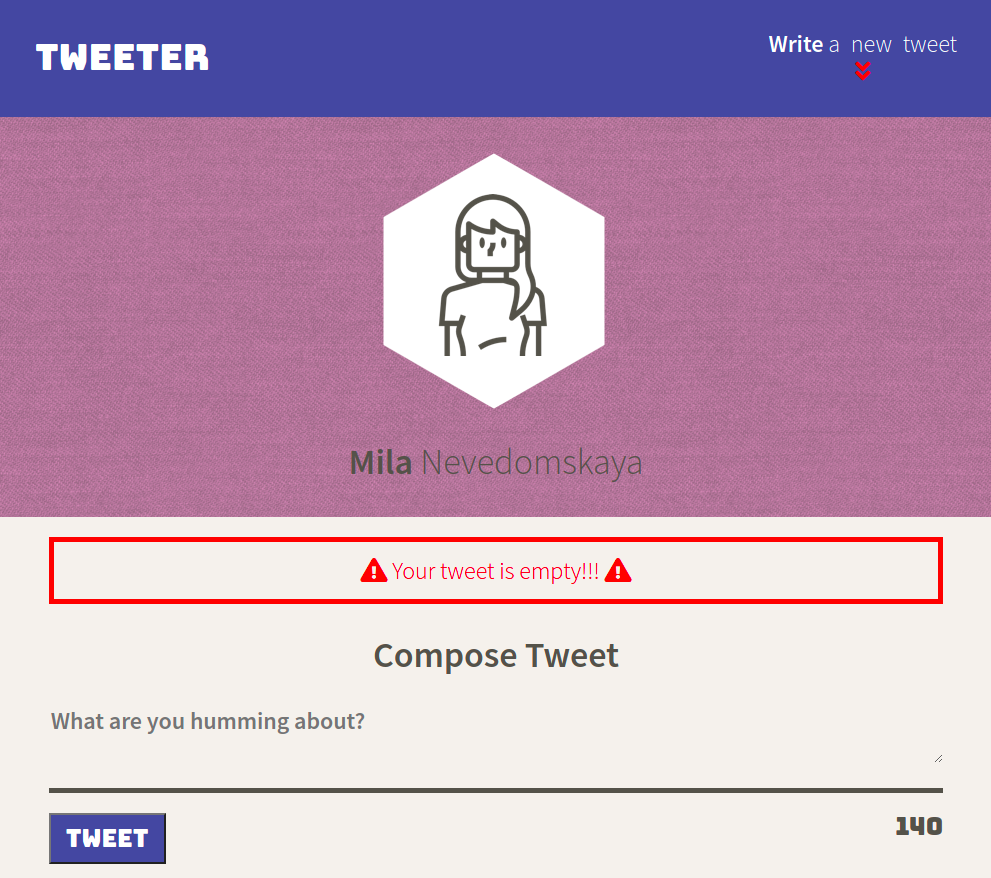 TWEETER
Write a new tweet
Mila Nevedomskaya
Your tweet is empty!!!
Compose Tweet
What are you humming about?
TWEET
140